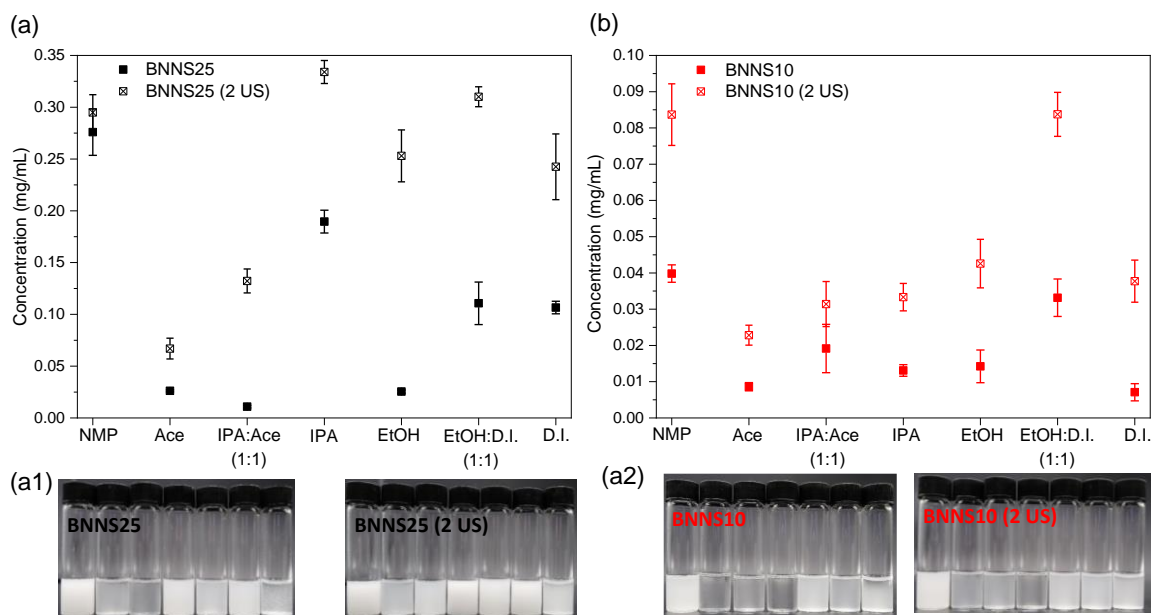 (a)
0.35
0.30
0.25
0.20
0.15
0.10
0.05
0.00
Concentration (mg/mL)
BNNS25
BNNS25 (2 US)
NMP Ace IPA:Ace IPA EtOH EtOH:D.I. D.I.
(1:1) (1:1)
(b)
0.10
0.09
0.08
0.07
0.06
0.05
0.04
0.03
0.02
0.01
0.00
Concentration (mg/mL)
BNNS10
BNNS10 (2 US)
NMP Ace IPA:Ace IPA EtOH EtOH:D.I. D.I.
(1:1) (1:1)
(a1)
BNNS25
BNNS25 (2 US)
(a2)
BNNS10
BNNS10 (2 US)